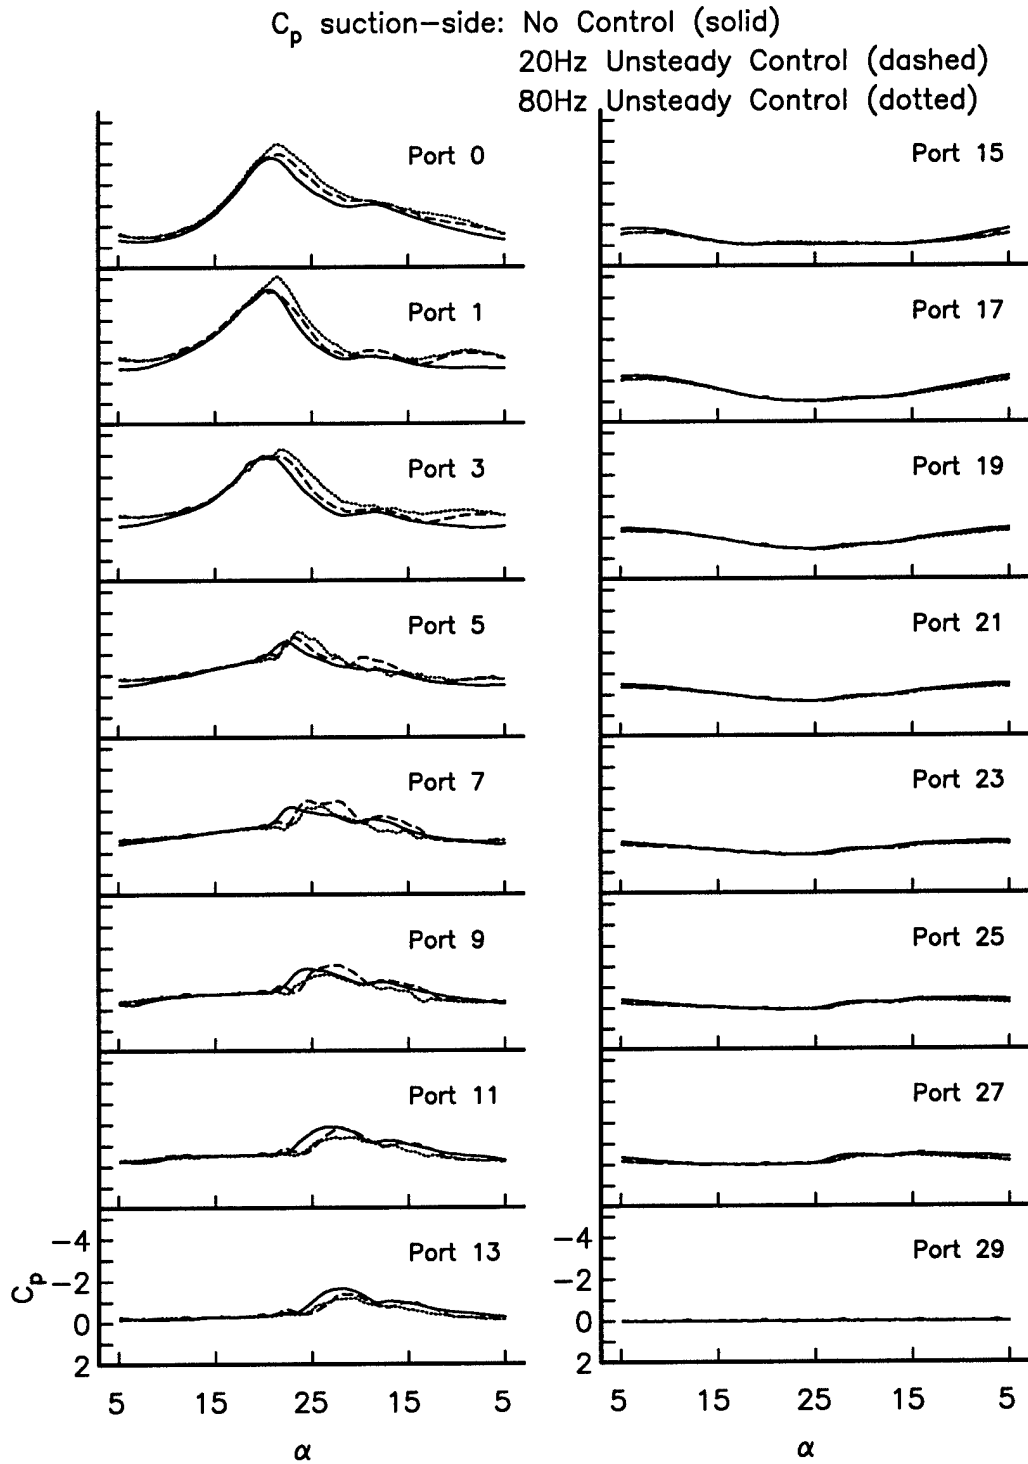 Cp suction-side: No Control (solid)
20Hz Unsteady Control (dashed)
80Hz Unsteady Control (dotted)
Port 0
Port 1
Port 3
Port 5
Port 7
Port 9
Port 11
Port 13
-4
-2
0
2
Cp
5 15 25 15 5
α
Port 15
Port 17
Port 19
Port 21
Port 23
Port 25
Port 27
Port 29
-4
-2
0
2
5 15 25 15 5
α